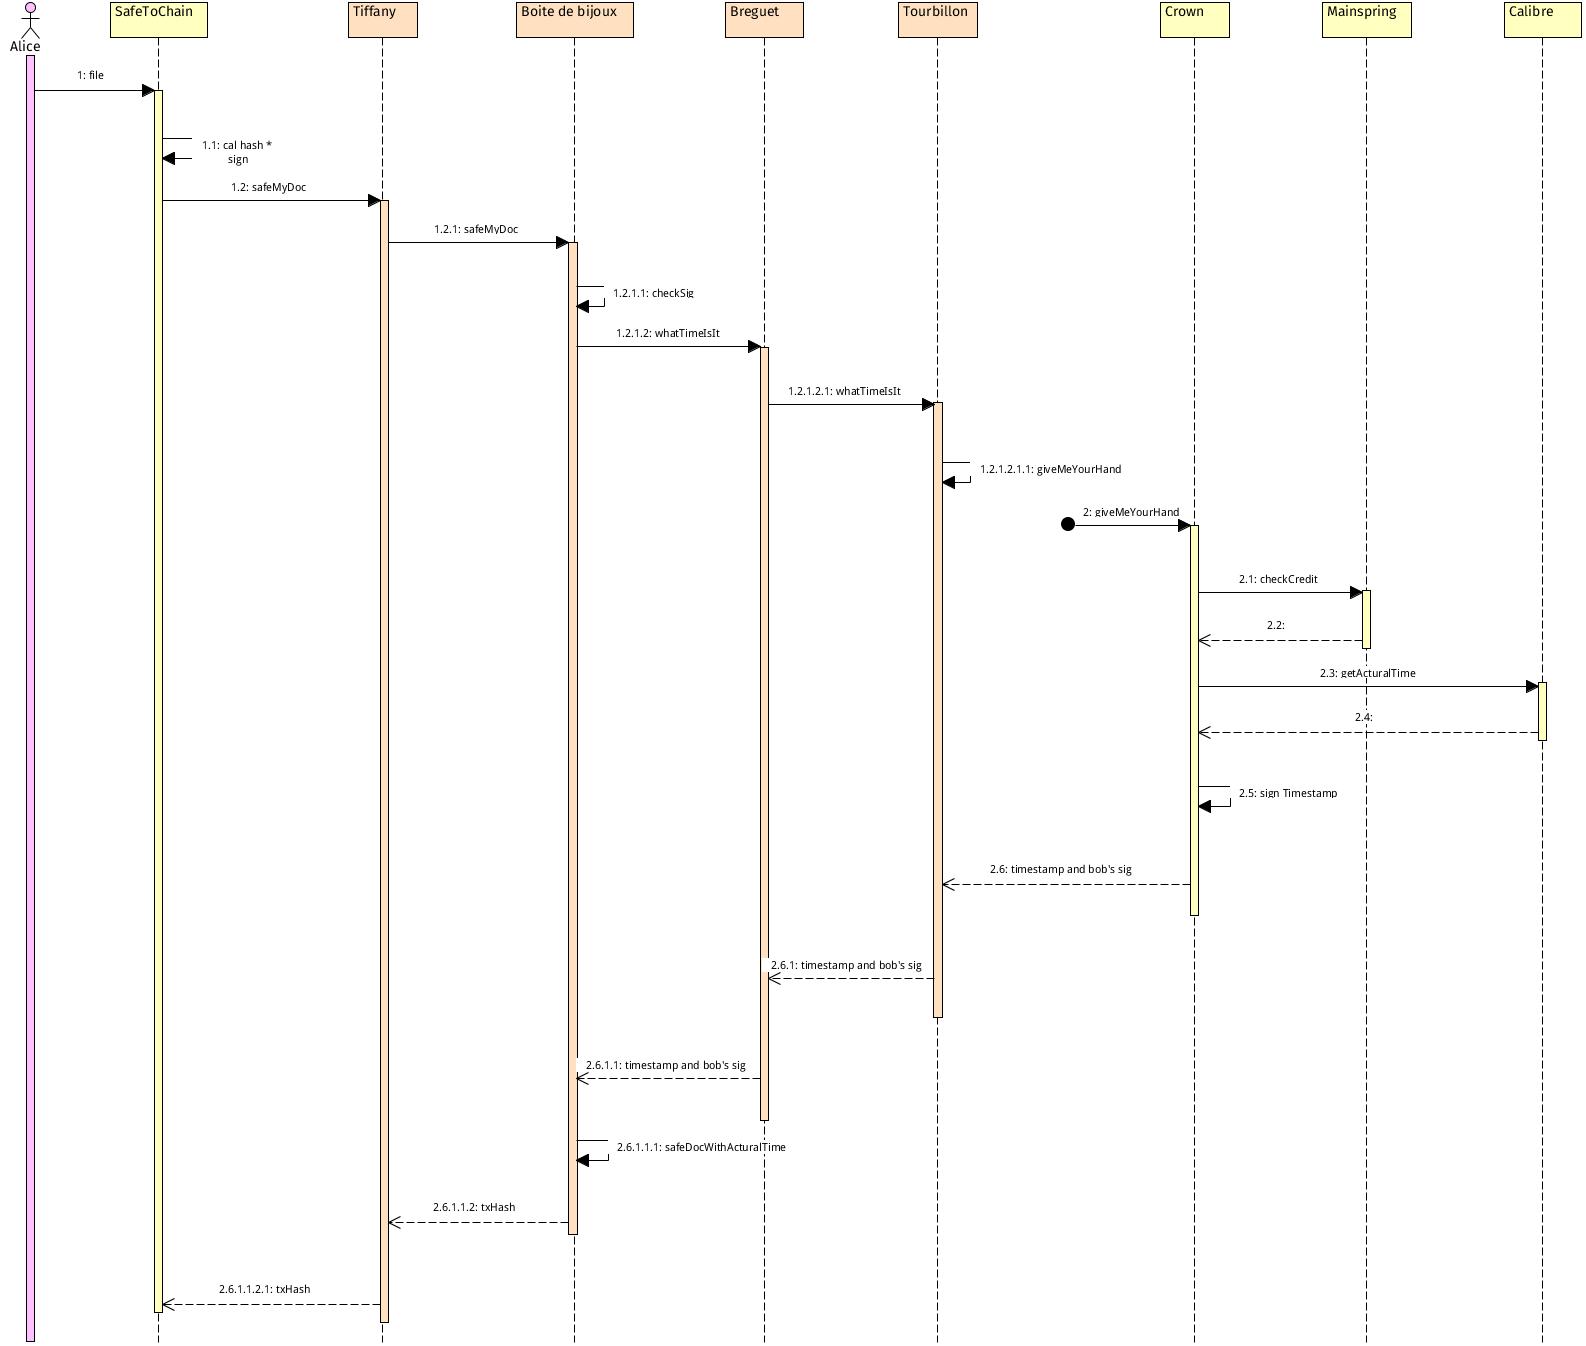 SafeToChain
Tiffany
Boite de bijoux
Breguet
Tourbillon
Crown
Mainspring
Calibre
Alice
1: file
1.1: cal hash *
sign
1.2: safeMyDoc
1.2.1: safeMyDoc
1.2.1.1: checkSig
1.2.1.2: whatTimeIsIt
1.2.1.2.1: whatTimeIsIt
1.2.1.2.1.1: giveMeYourHand
2: giveMeYourHand
2.1: checkCredit
2.2:
2.3: getActuralTime
2.4:
2.5: sign Timestamp
2.6: timestamp and bob's sig
2.6.1: timestamp and bob's sig
2.6.1.1: timestamp and bob's sig
2.6.1.1.1: safeDocWithActuralTime
2.6.1.1.2: txHash
2.6.1.1.2.1: txHash